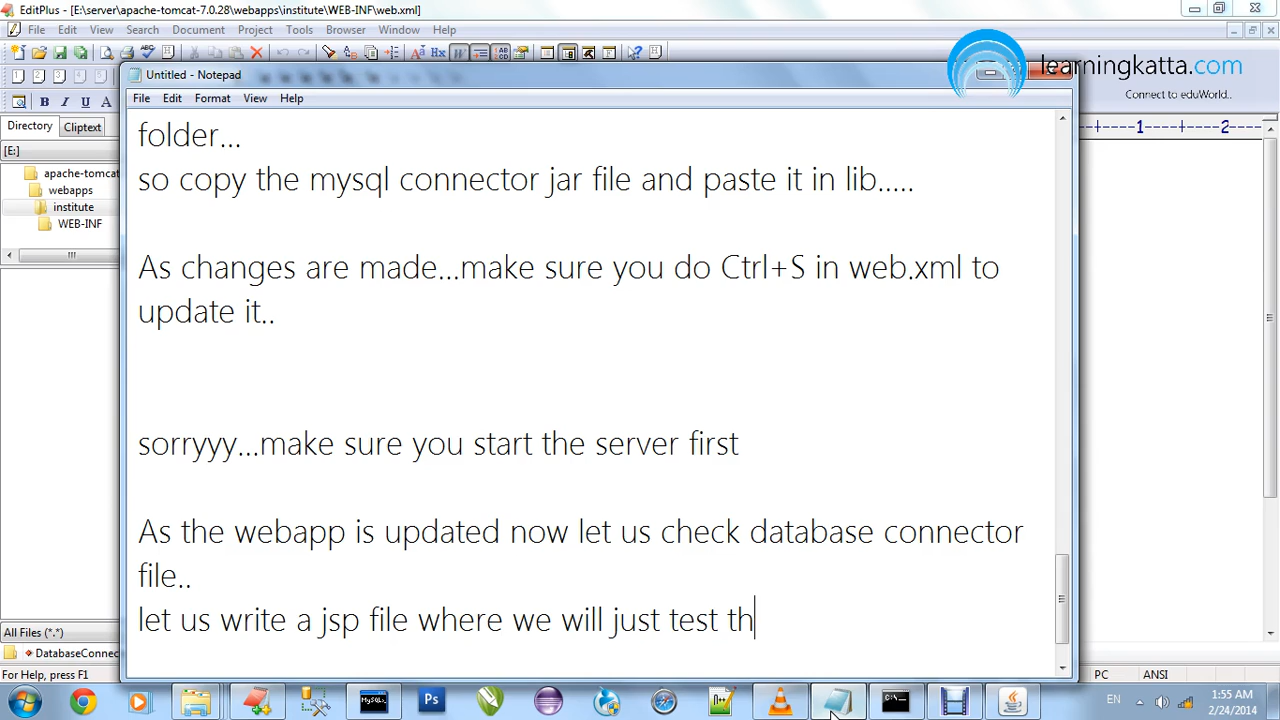 EditPlus - [E:\server\apache-tomcat-7.0.28\webapps\institute\WEB-INF\web.xml]
File Edit View Search Document Project Tools Browser Window Help
learningkatta.com
Connect to eduWorld..
Untitled - Notepad
File Edit Format View Help
Directory Cliptext
[E:]
apache-tomcat
webapps
institute
WEB-INF
folder...
so copy the mysql connector jar file and paste it in lib.....
As changes are made...make sure you do Ctrl+S in web.xml to
update it..
sorryyy...make sure you start the server first
As the webapp is updated now let us check database connector
file..
let us write a jsp file where we will just test th
1 2
All Files (*.*)
DatabaseConnec
For Help, press F1
PC ANSI
EN
1:55 AM
2/24/2014